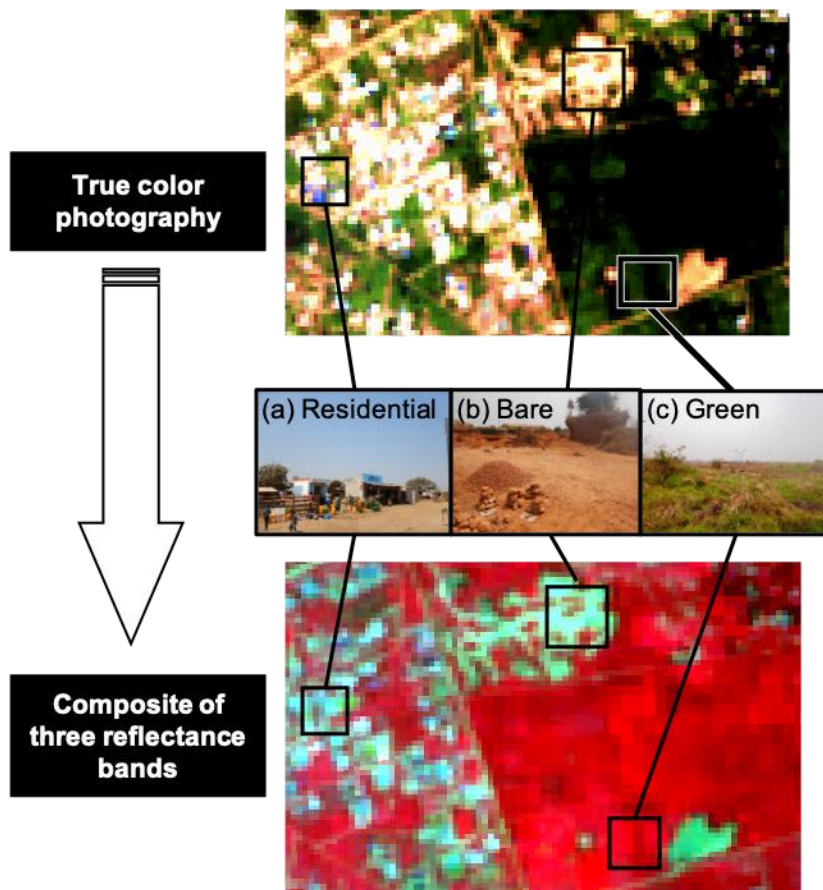 True color
photography
(a) Residential
(b) Bare
(c) Green
Composite of
three reflectance
bands